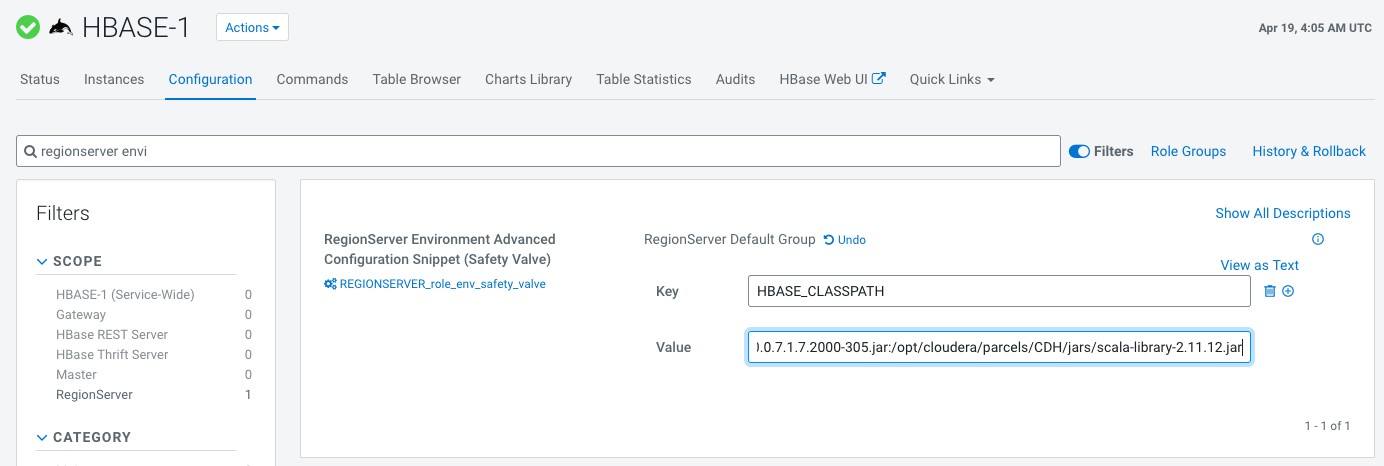 HBASE-1 Actions
Apr 19, 4:05 AM UTC
Status Instances Configuration Commands Table Browser Charts Library Table Statistics Audits HBase Web UI Quick Links
regionserver envi
Filters Role Groups History & Rollback
Filters
SCOPE
HBASE-1 (Service-Wide) 0
Gateway 0
HBase REST Server 0
HBase Thrift Server 0
Master 0
RegionServer 1
CATEGORY
Show All Descriptions
RegionServer Environment Advanced
Configuration Snippet (Safety Valve)
REGIONSERVER_role_env_safety_valve
RegionServer Default Group Undo
View as Text
Key HBASE_CLASSPATH
Value .0.7.1.7.2000-305.jar:/opt/cloudera/parcels/CDH/jars/scala-library-2.11.12.jar
1 - 1 of 1